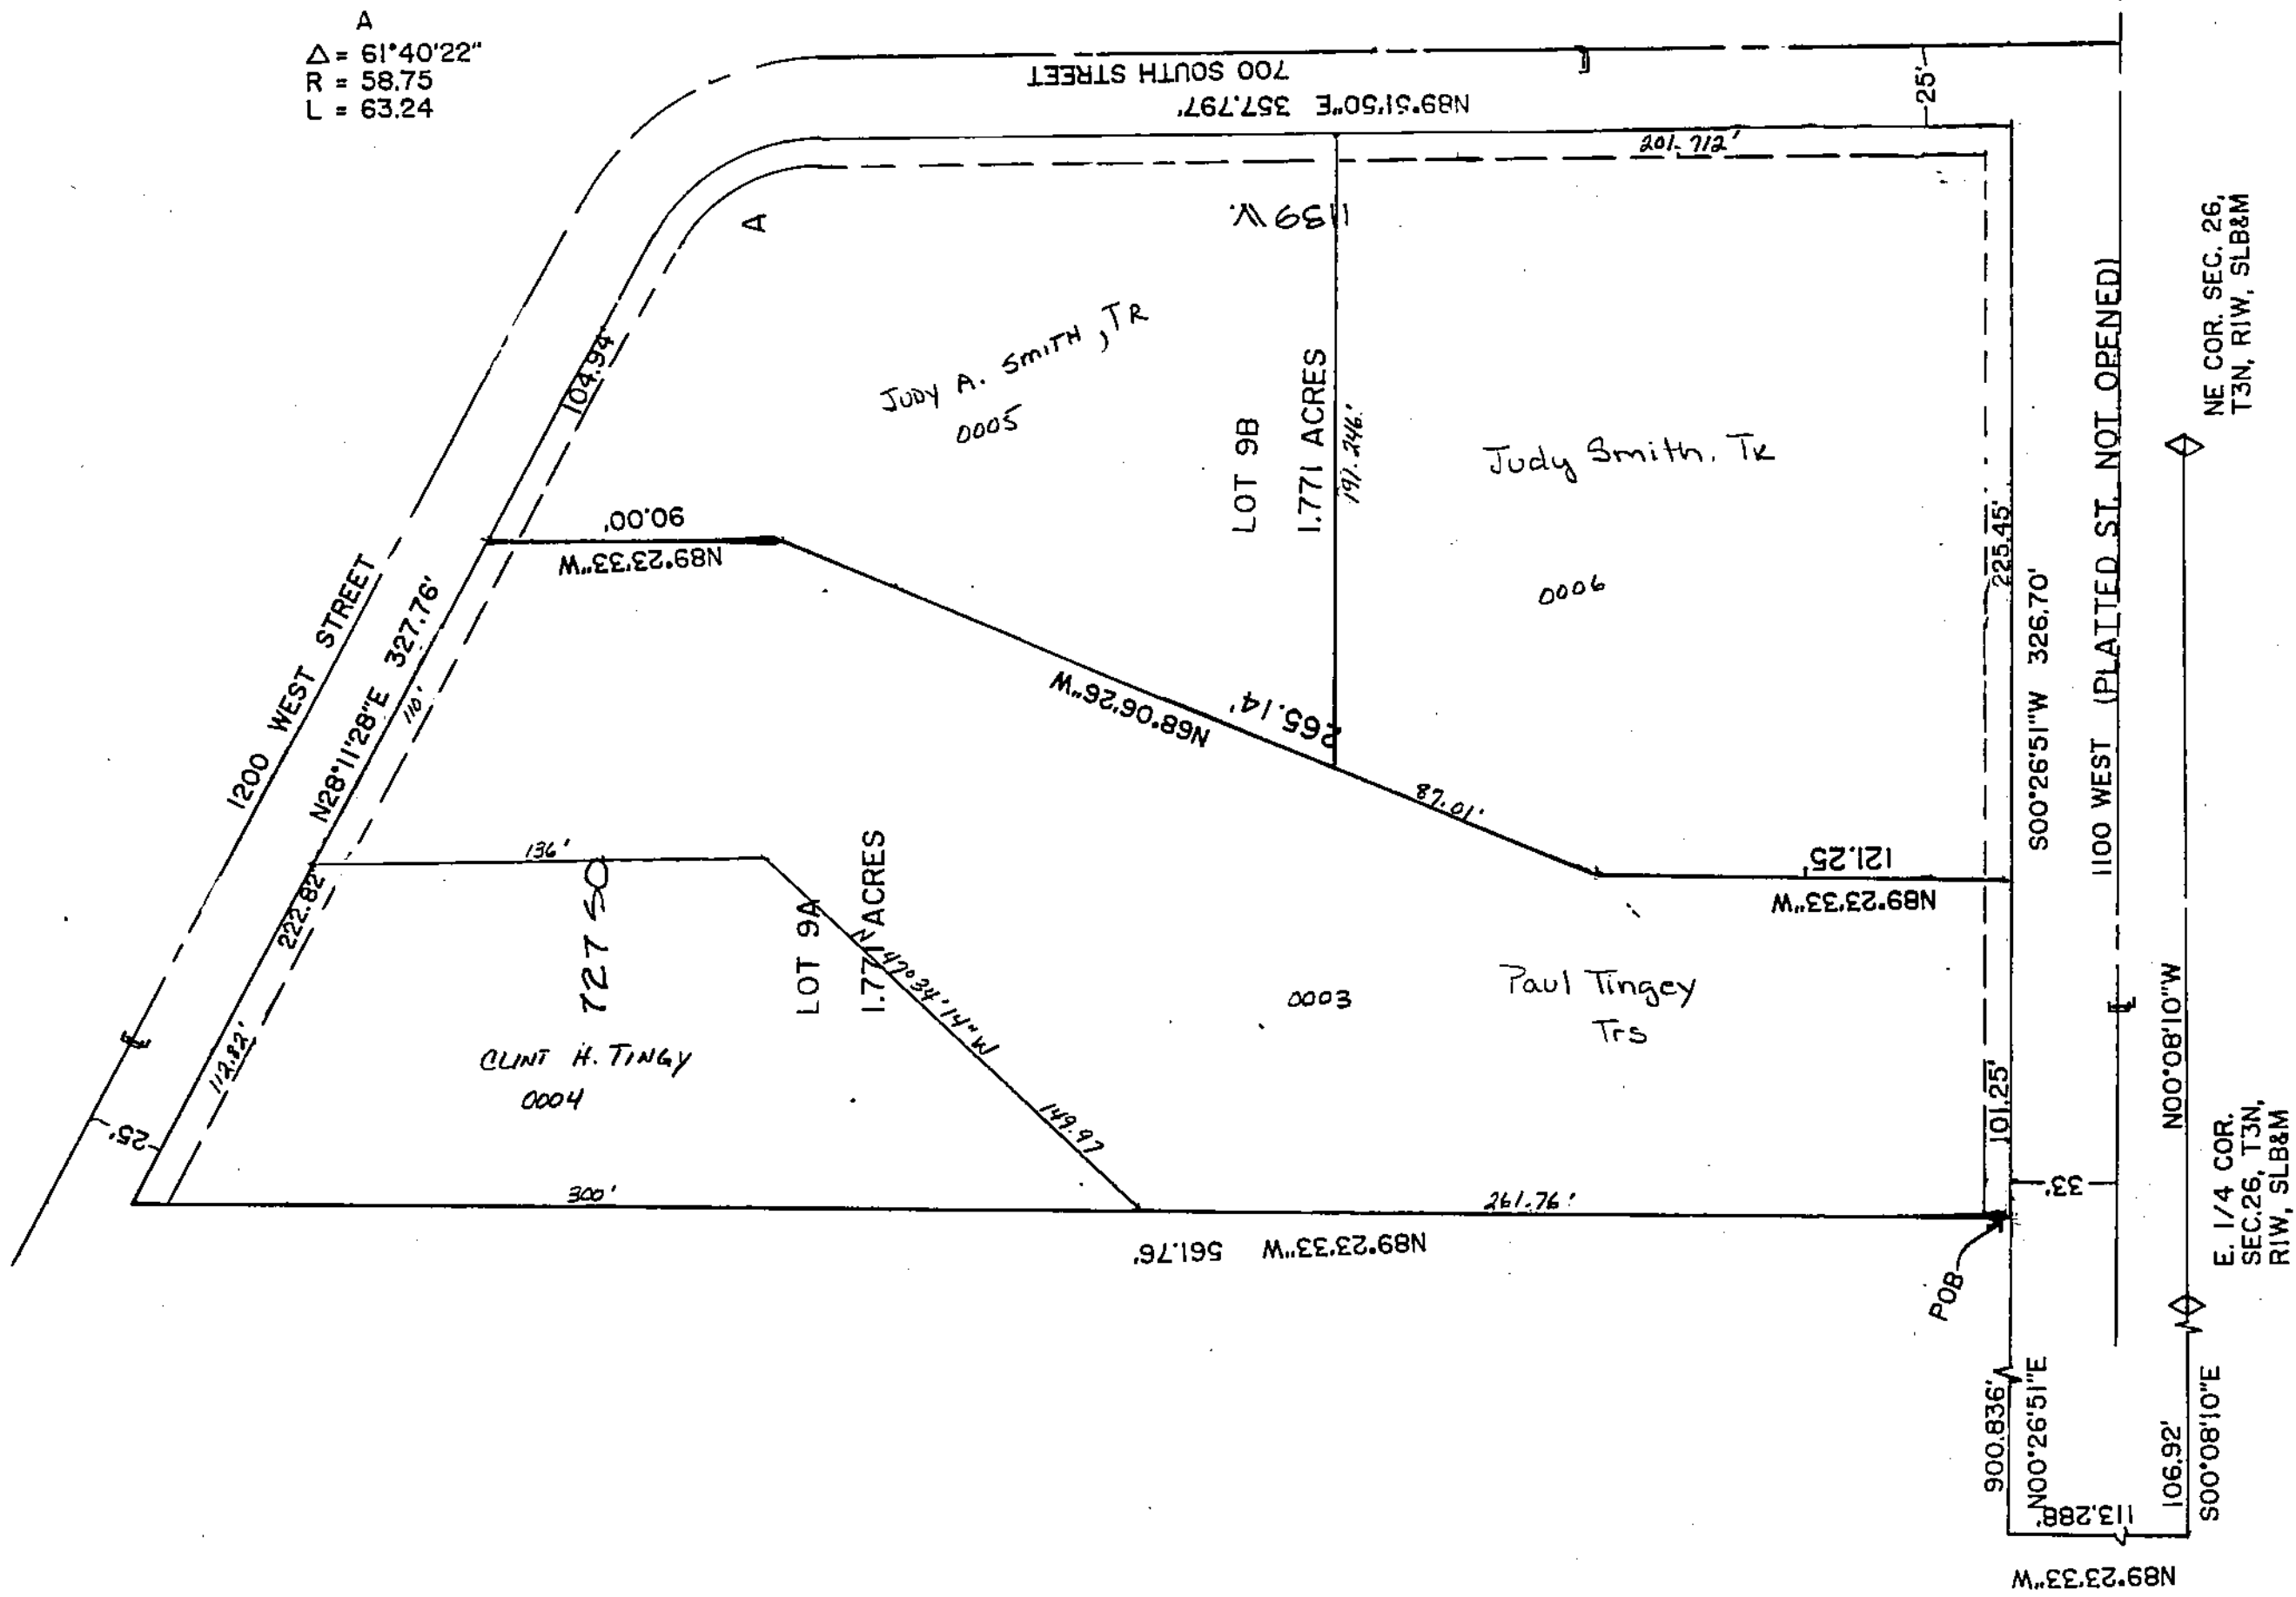 A
Δ = 61°40'22"
R = 58.75
L = 63.24
700 SOUTH STREET
N89°51'50"E 357.797'
25'
201.712'
A
1139 W.
104.94'
JUDY A. SMITH, TR
0005
LOT 9B
1.771 ACRES
191.246'
Judy Smith, Tr
0006
NE COR. SEC. 26,
T3N, R1W, SLB&M
1200 WEST STREET
N28°11'28"E 327.76'
110'
90.00'
N89°23'33"W
N68°06'26"W
265.14'
87.01'
225.45'
S00°26'51"W 326.70'
1100 WEST (PLATTED ST. NOT OPENED)
222.82'
136'
727 SO
LOT 9A
1.771 ACRES
N 47°34'14"W
149.97
121.25'
N89°23'33"W
112.82'
25'
CLINT H. TINGY
0004
0003
Paul Tingey
Trs
101.25'
33'
N00°08'10"W
300'
261.76'
N89°23'33"W 561.76'
POB
E. 1/4 COR.
SEC.26, T3N,
R1W, SLB&M
900.836'
N00°26'51"E
113.288'
106.92'
S00°08'10"E
N89°23'33"W